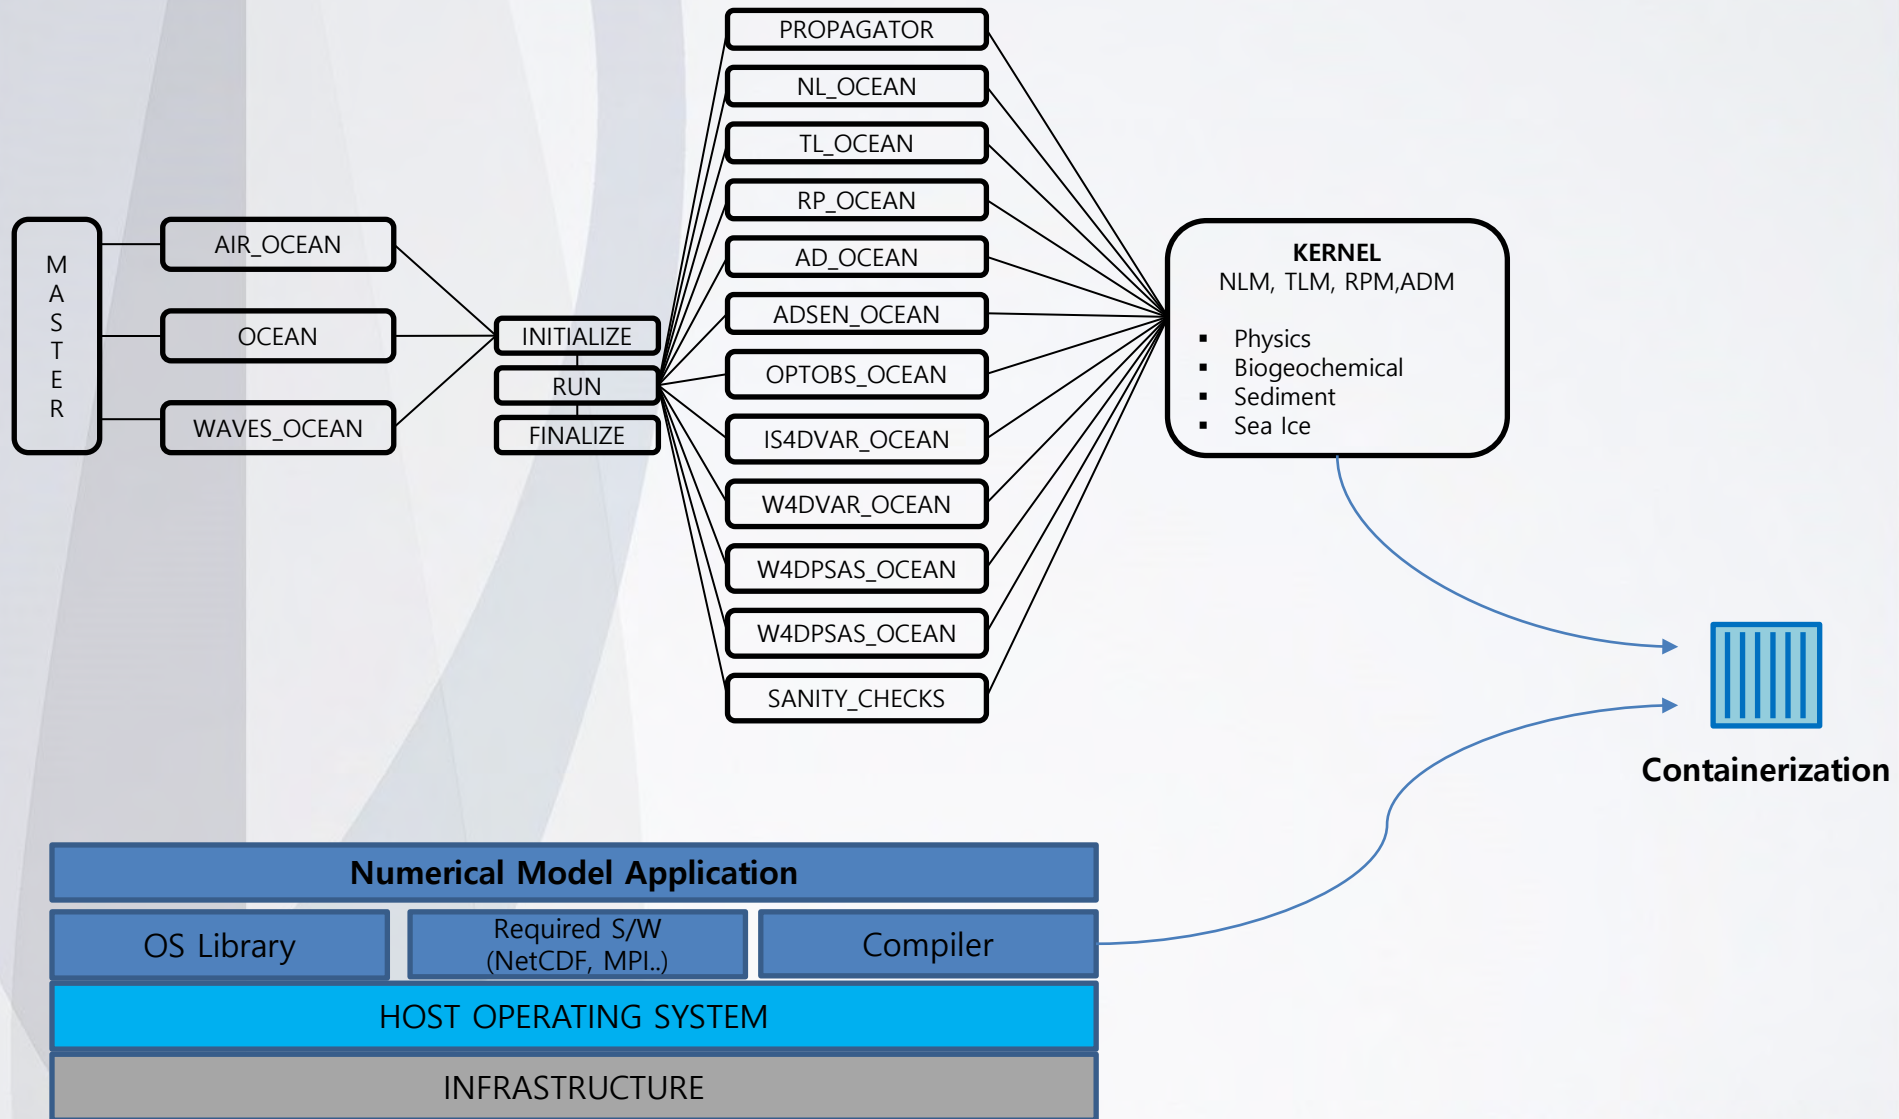 M
A
S
T
E
R
AIR_OCEAN
OCEAN
WAVES_OCEAN
INITIALIZE
RUN
FINALIZE
PROPAGATOR
NL_OCEAN
TL_OCEAN
RP_OCEAN
AD_OCEAN
ADSEN_OCEAN
OPTOBS_OCEAN
IS4DVAR_OCEAN
W4DVAR_OCEAN
W4DPSAS_OCEAN
W4DPSAS_OCEAN
SANITY_CHECKS
KERNEL
NLM, TLM, RPM,ADM
▪ Physics
▪ Biogeochemical
▪ Sediment
▪ Sea Ice
Containerization
Numerical Model Application
OS Library
Required S/W
(NetCDF, MPI..)
Compiler
HOST OPERATING SYSTEM
INFRASTRUCTURE